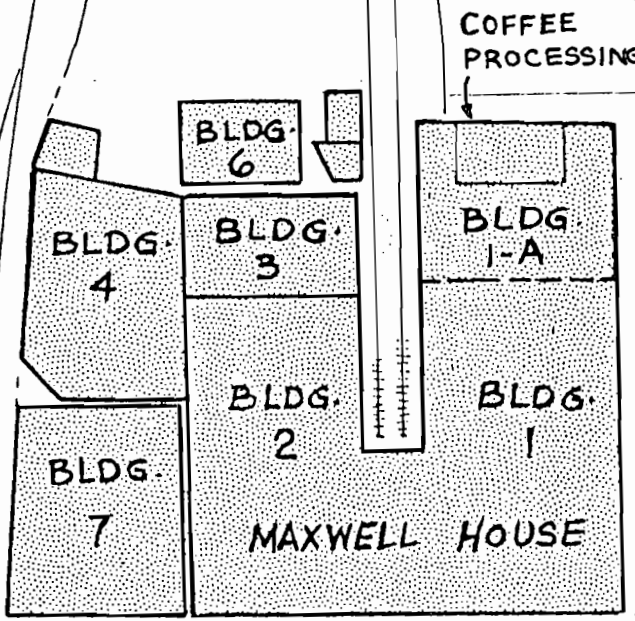 COFFEE
PROCESSING
BLDG.
6
BLDG.
4
BLDG.
3
BLDG.
1-A
BLDG.
2
BLDG.
1
BLDG.
7
MAXWELL HOUSE